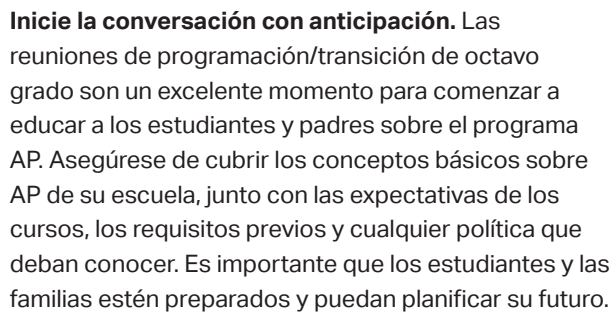 Inicie la conversación con anticipación. Las
reuniones de programación/transición de octavo
grado son un excelente momento para comenzar a
educar a los estudiantes y padres sobre el programa
AP. Asegúrese de cubrir los conceptos básicos sobre
AP de su escuela, junto con las expectativas de los
cursos, los requisitos previos y cualquier política que
deban conocer. Es importante que los estudiantes y las
familias estén preparados y puedan planificar su futuro.